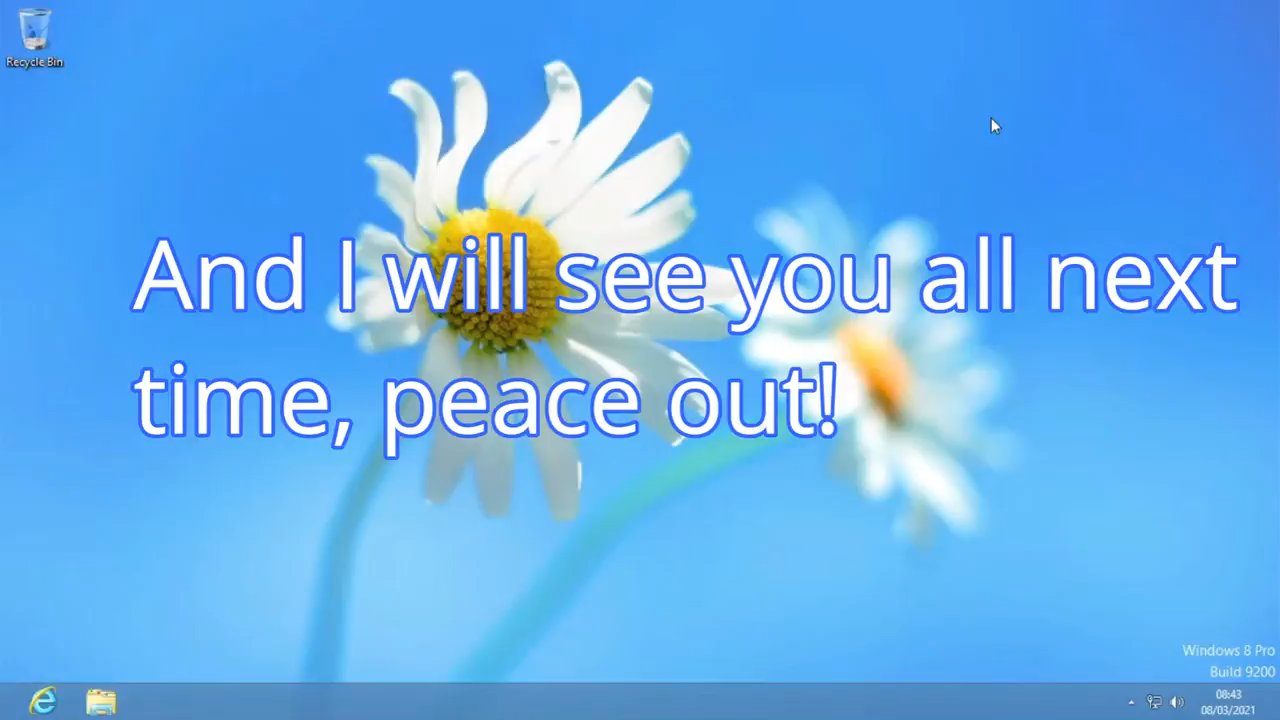 Recycle Bin
And I will see you all next
time, peace out!
Windows 8 Pro
Build 9200
08:43
08/03/2021